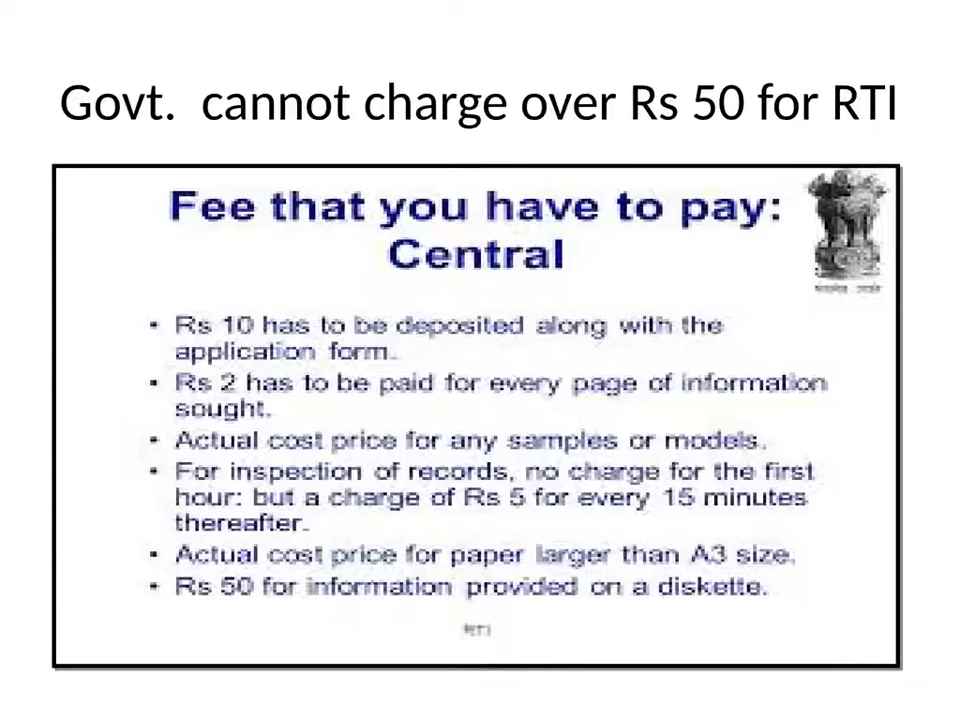 Govt.  cannot charge over Rs 50 for RTI
Fee that you have to pay:
Central
• Rs 10 has to be deposited along with the
application form.
• Rs 2 has to be paid for every page of information
sought.
• Actual cost price for any samples or models.
• For inspection of records, no charge for the first
hour: but a charge of Rs 5 for every 15 minutes
thereafter.
• Actual cost price for paper larger than A3 size.
• Rs 50 for information provided on a diskette.
RTI